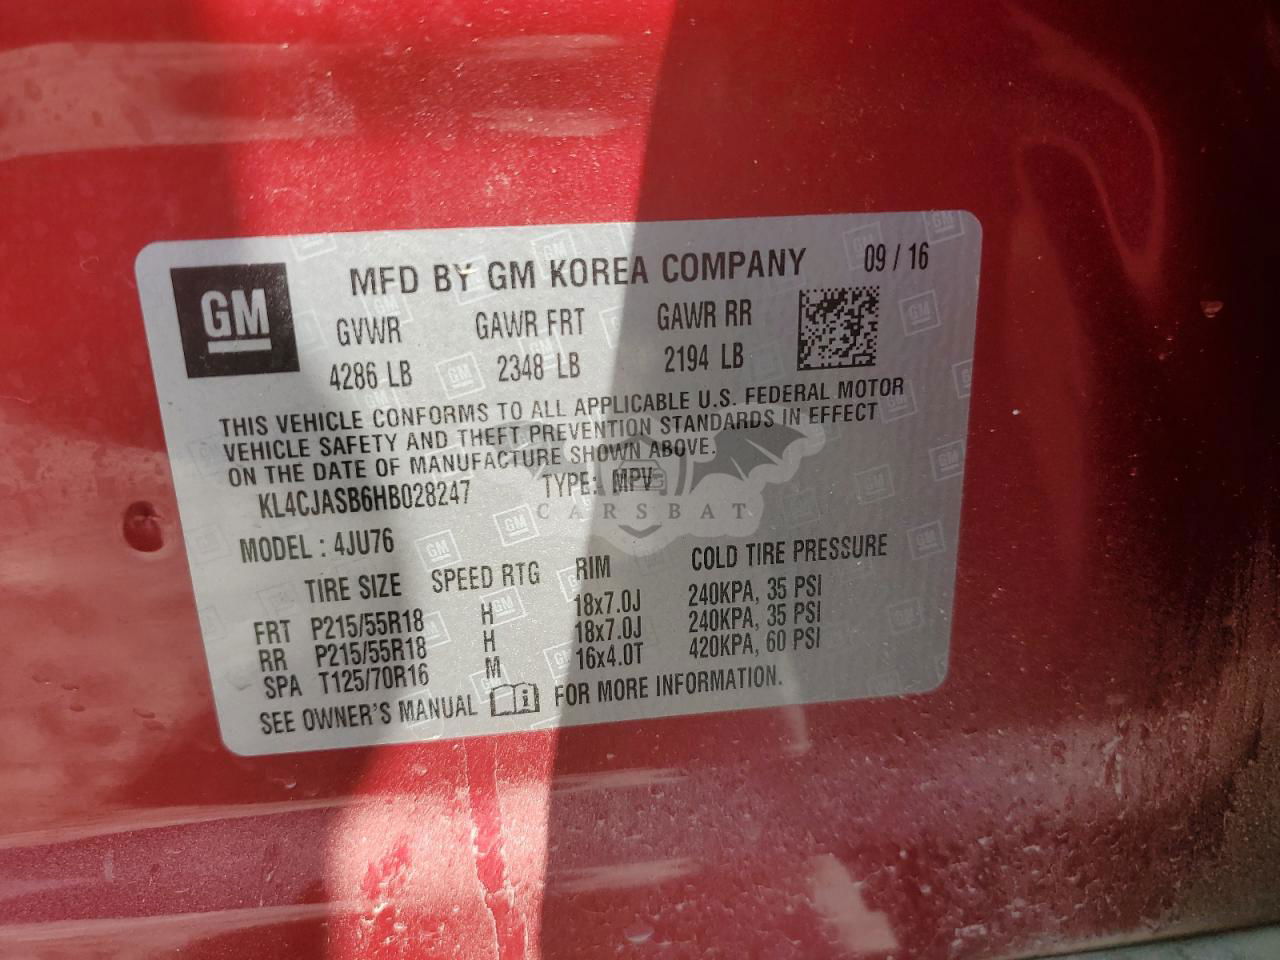 GM
MFD BY GM KOREA COMPANY 09 / 16
GVWR GAWR FRT GAWR RR
4286 LB 2348 LB 2194 LB
THIS VEHICLE CONFORMS TO ALL APPLICABLE U.S. FEDERAL MOTOR
VEHICLE SAFETY AND THEFT PREVENTION STANDARDS IN EFFECT
ON THE DATE OF MANUFACTURE SHOWN ABOVE.
KL4CJASB6HB028247 TYPE: MPV
CARSBAT
MODEL : 4JU76
TIRE SIZE SPEED RTG RIM COLD TIRE PRESSURE
FRT P215/55R18 H 18x7.0J 240KPA, 35 PSI
RR P215/55R18 H 18x7.0J 240KPA, 35 PSI
SPA T125/70R16 M 16x4.0T 420KPA, 60 PSI
SEE OWNER'S MANUAL i FOR MORE INFORMATION.